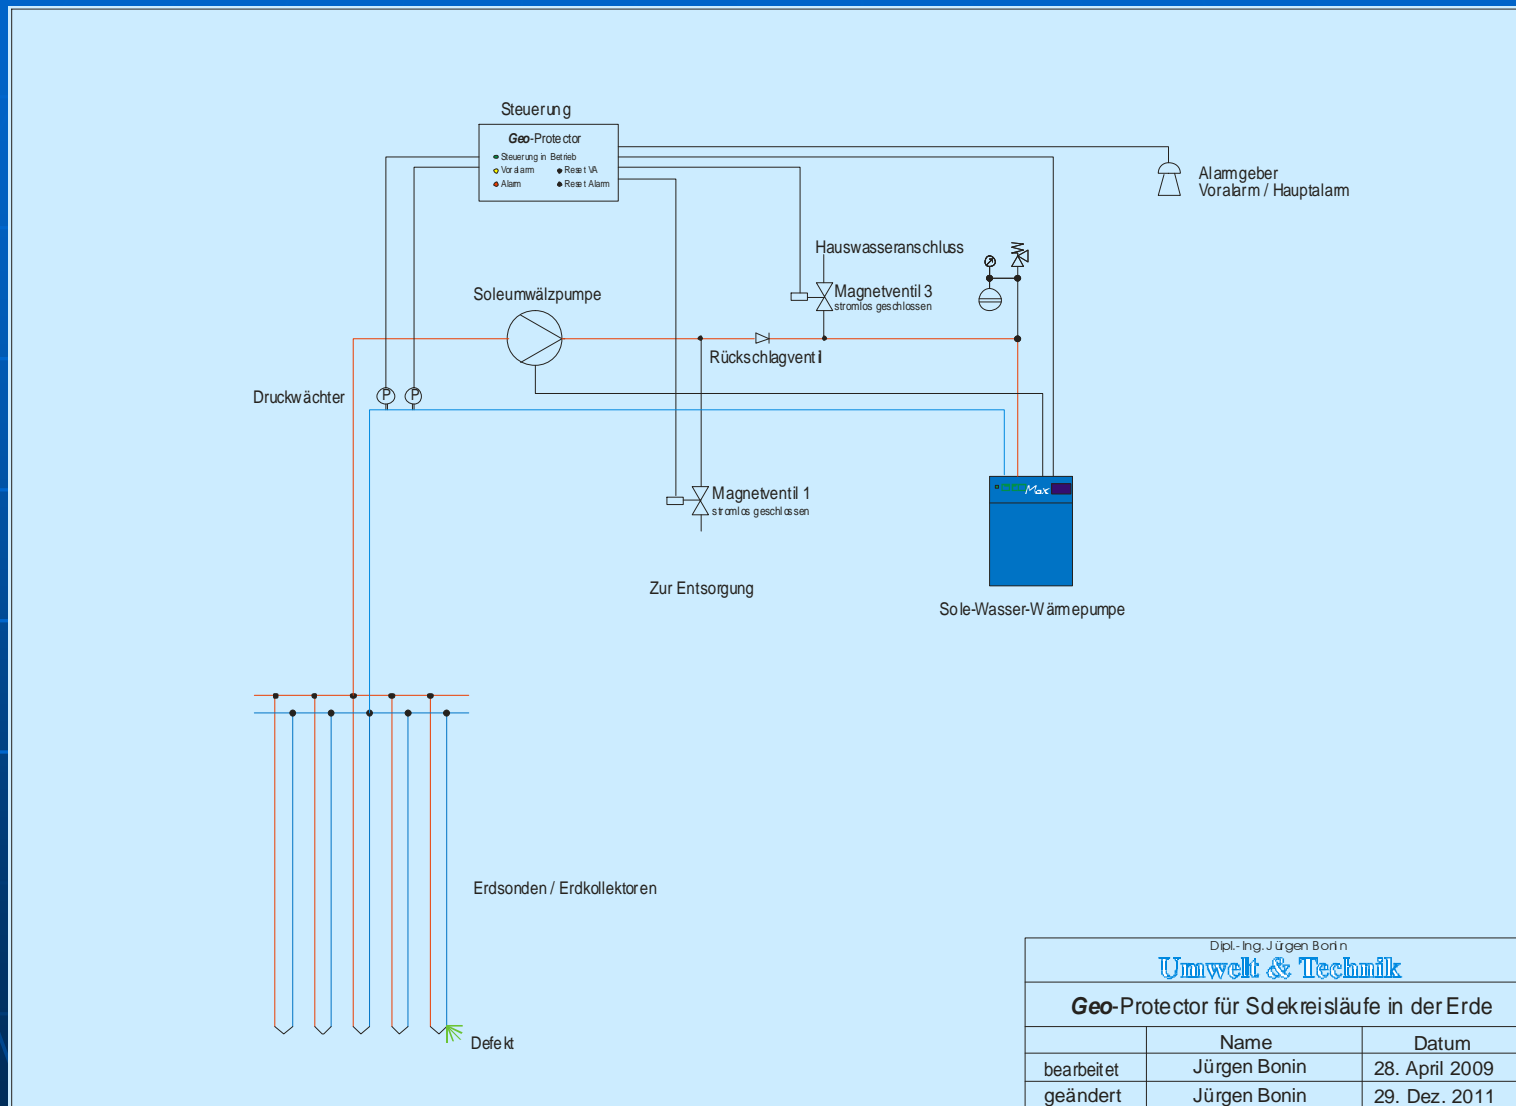 Steuerung
Geo-Protector
Steuerung in Betrieb
Voralarm
Reset VA
Alarm
Reset Alarm
Alarmgeber
Voralarm / Hauptalarm
Hauswasseranschluss
Soleumwälzpumpe
Magnetventil 3
stromlos geschlossen
Rückschlagventil
Druckwächter
P
P
Magnetventil 1
stromlos geschlossen
Max
Zur Entsorgung
Sole-Wasser-Wärmepumpe
Erdsonden / Erdkollektoren
Defekt
Dipl.-Ing. Jürgen Bonin
Umwelt & Technik
Geo-Protector für Solekreisläufe in der Erde
Name
Datum
bearbeitet
Jürgen Bonin
28. April 2009
geändert
Jürgen Bonin
29. Dez. 2011